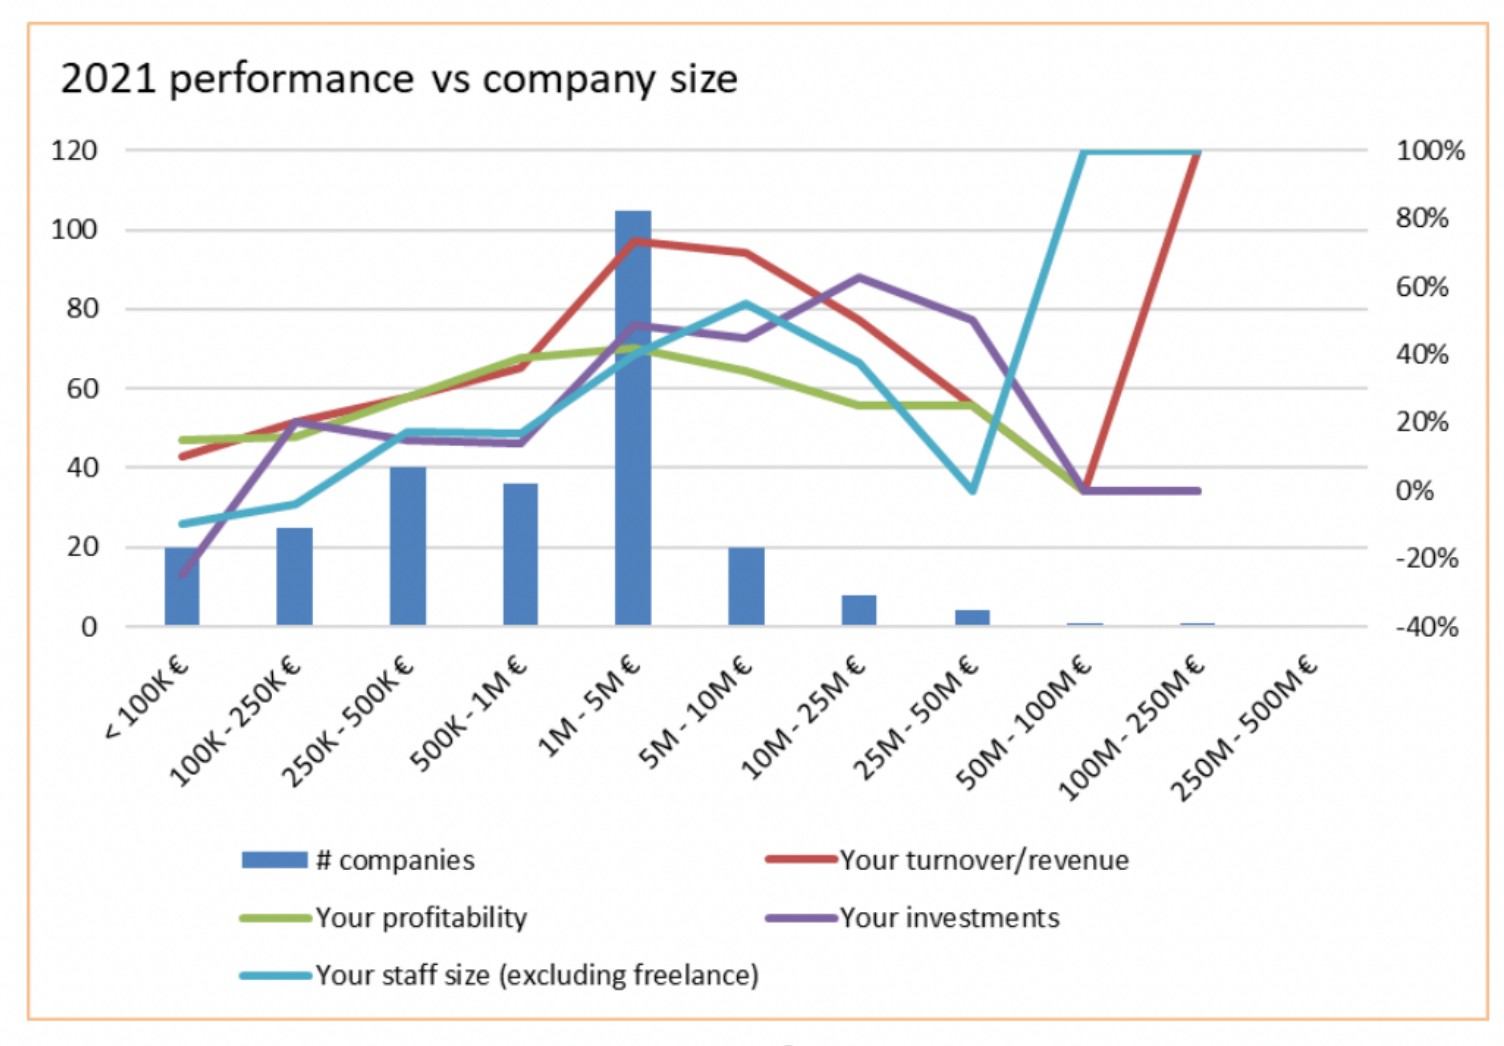 2021 performance vs company size
120
100
80
60
40
20
0
100%
80%
60%
40%
20%
0%
-20%
-40%
< 100K €
100K - 250K €
250K - 500K €
500K - 1M €
1M - 5M €
5M - 10M €
10M - 25M €
25M - 50M €
50M - 100M €
100M - 250M €
250M - 500M €
# companies
Your turnover/revenue
Your profitability
Your investments
Your staff size (excluding freelance)